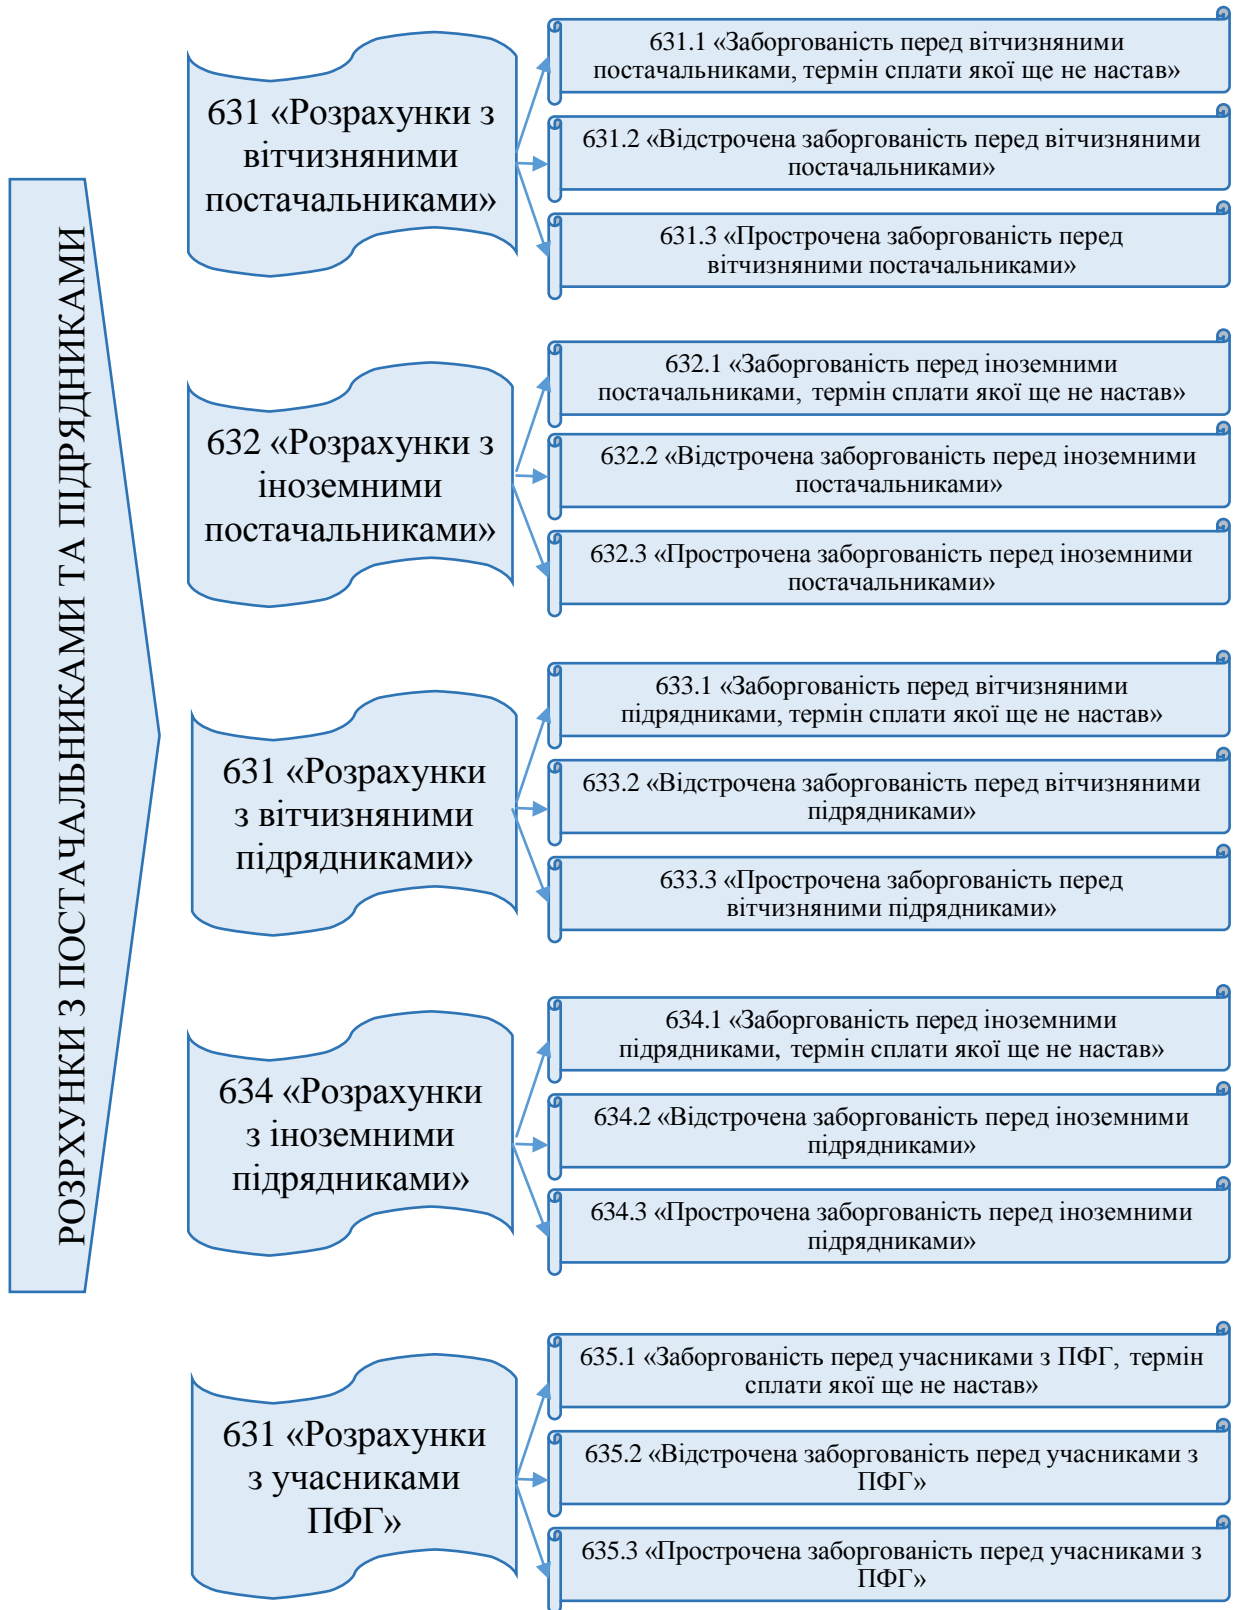 РОЗРХУНКИ З ПОСТАЧАЛЬНИКАМИ ТА ПІДРЯДНИКАМИ
631 «Розрахунки з
вітчизняними
постачальниками»
631.1 «Заборгованість перед вітчизняними
постачальниками, термін сплати якої ще не настав»
631.2 «Відстрочена заборгованість перед вітчизняними
постачальниками»
631.3 «Прострочена заборгованість перед
вітчизняними постачальниками»
632 «Розрахунки з
іноземними
постачальниками»
632.1 «Заборгованість перед іноземними
постачальниками, термін сплати якої ще не настав»
632.2 «Відстрочена заборгованість перед іноземними
постачальниками»
632.3 «Прострочена заборгованість перед іноземними
постачальниками»
631 «Розрахунки
з вітчизняними
підрядниками»
633.1 «Заборгованість перед вітчизняними
підрядниками, термін сплати якої ще не настав»
633.2 «Відстрочена заборгованість перед вітчизняними
підрядниками»
633.3 «Прострочена заборгованість перед
вітчизняними підрядниками»
634 «Розрахунки
з іноземними
підрядниками»
634.1 «Заборгованість перед іноземними
підрядниками, термін сплати якої ще не настав»
634.2 «Відстрочена заборгованість перед іноземними
підрядниками»
634.3 «Прострочена заборгованість перед іноземними
підрядниками»
631 «Розрахунки
з учасниками
ПФГ»
635.1 «Заборгованість перед учасниками з ПФГ, термін
сплати якої ще не настав»
635.2 «Відстрочена заборгованість перед учасниками з
ПФГ»
635.3 «Прострочена заборгованість перед учасниками з
ПФГ»